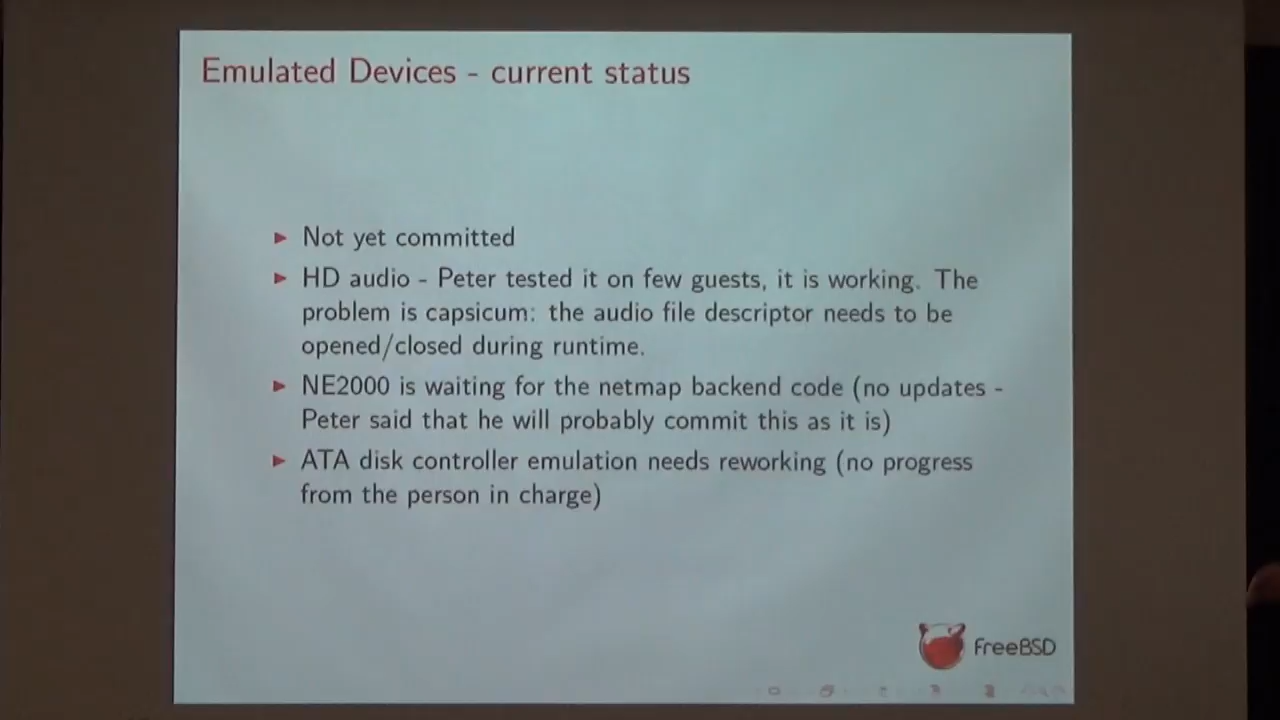 Emulated Devices - current status
Not yet committed
HD audio - Peter tested it on few guests, it is working. The
problem is capsicum: the audio file descriptor needs to be
opened/closed during runtime.
NE2000 is waiting for the netmap backend code (no updates -
Peter said that he will probably commit this as it is)
ATA disk controller emulation needs reworking (no progress
from the person in charge)
FreeBSD